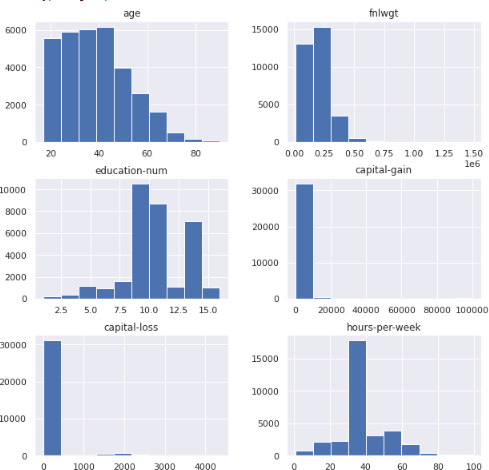 age
fnlwgt
6000
4000
2000
0
20 40 60 80
15000
10000
5000
0
0.00 0.25 0.50 0.75 1.00 1.25 1.50
1e6
education-num
capital-gain
10000
8000
6000
4000
2000
0
2.5 5.0 7.5 10.0 12.5 15.0
30000
20000
10000
0
0 20000 40000 60000 80000 100000
capital-loss
hours-per-week
30000
20000
10000
0
0 1000 2000 3000 4000
15000
10000
5000
0
0 20 40 60 80 100